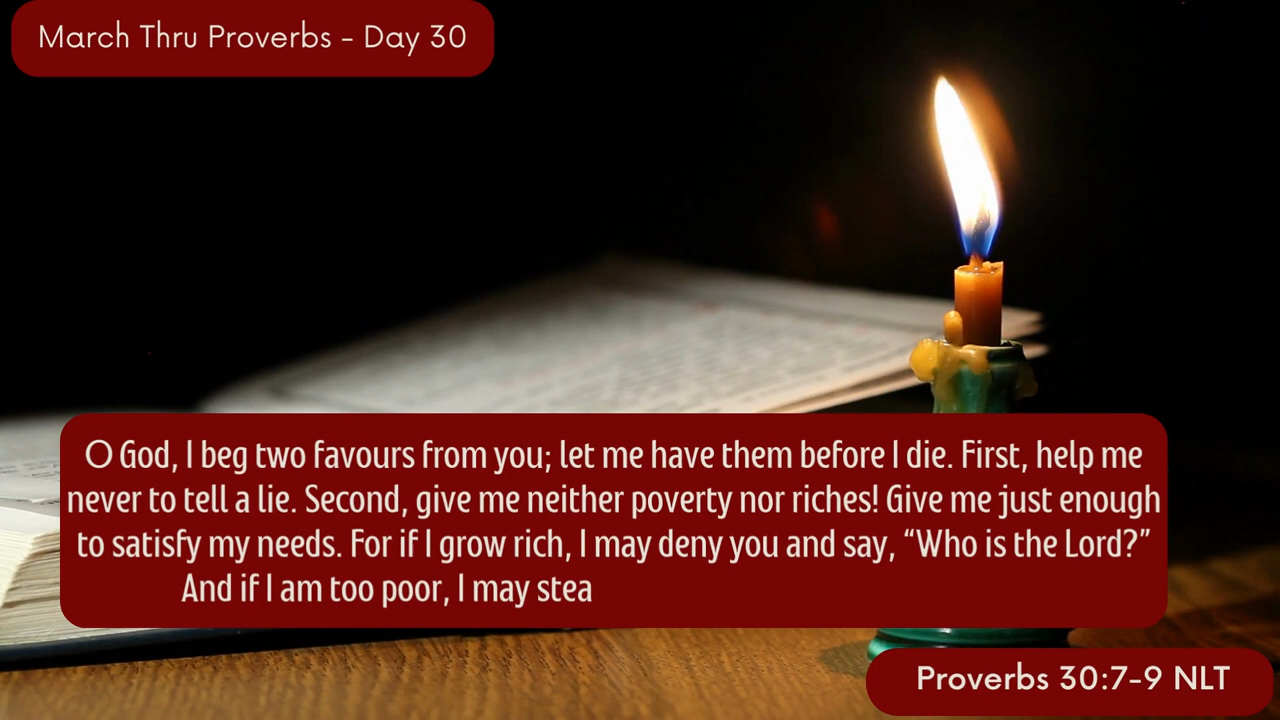 March Thru Proverbs - Day 30
O God, I beg two favours from you; let me have them before I die. First, help me
never to tell a lie. Second, give me neither poverty nor riches! Give me just enough
to satisfy my needs. For if I grow rich, I may deny you and say, “Who is the Lord?”
And if I am too poor, I may stea
Proverbs 30:7-9 NLT